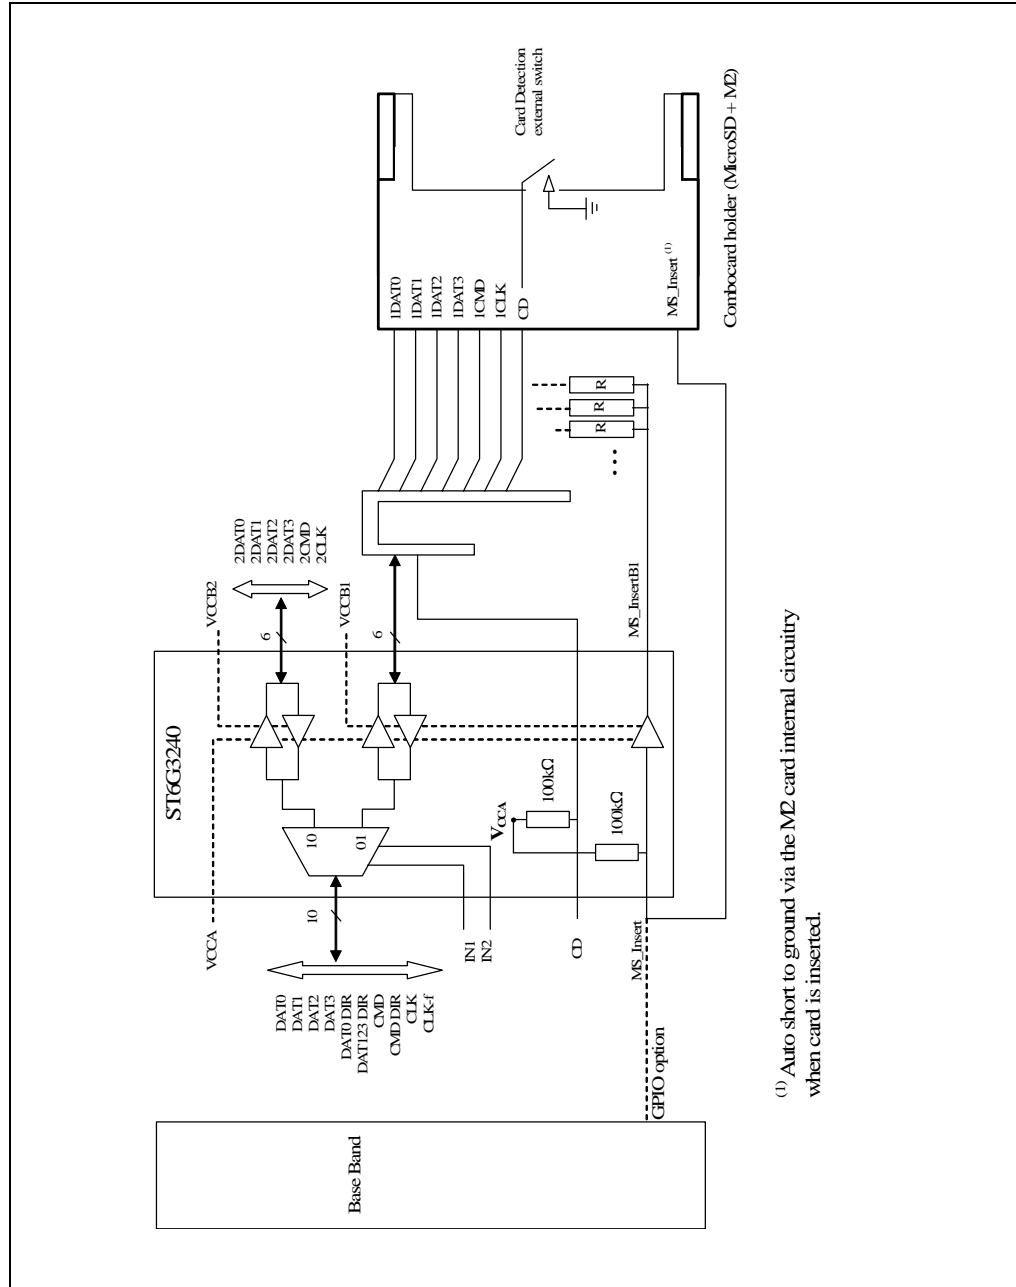 Base Band
GPIO option
DAT0
DAT1
DAT2
DAT3
DAT0 DIR
DAT123 DIR
CMD
CMD DIR
CLK
CLK-f
10
VCCA
IN1
IN2
CD
MS_Insert
ST6G3240
10
01
VCCA
100kΩ
100kΩ
6
6
VCCB2
VCCB1
2DAT0
2DAT1
2DAT2
2DAT3
2CMD
2CLK
MS_InsertB1
R
R
R
1DAT0
1DAT1
1DAT2
1DAT3
1CMD
1CLK
CD
MS_Insert (1)
Card Detection
external switch
Combocard holder (MicroSD + M2)
(1) Auto short to ground via the M2 card internal circuitry
when card is inserted.